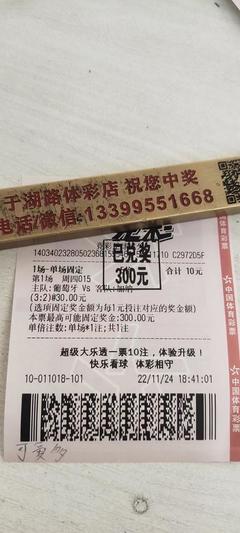 于湖路体彩店 祝您中奖
电话/微信:13399551668
已兑奖
300元
1场-单场固定 合计 10元
第1场 周四015
主队:葡萄牙 Vs 客队:加纳
(3:2)@30.00元
(选项固定奖金额为每1元投注对应的奖金额)
本票最高可能固定奖金:300.00元
单倍注数:单场*1注;共1注
超级大乐透一票10注,体验升级!
快乐看球 体彩相守
10-011018-101 22/11/24 18:41:01
中国体育彩票
中国体育彩票